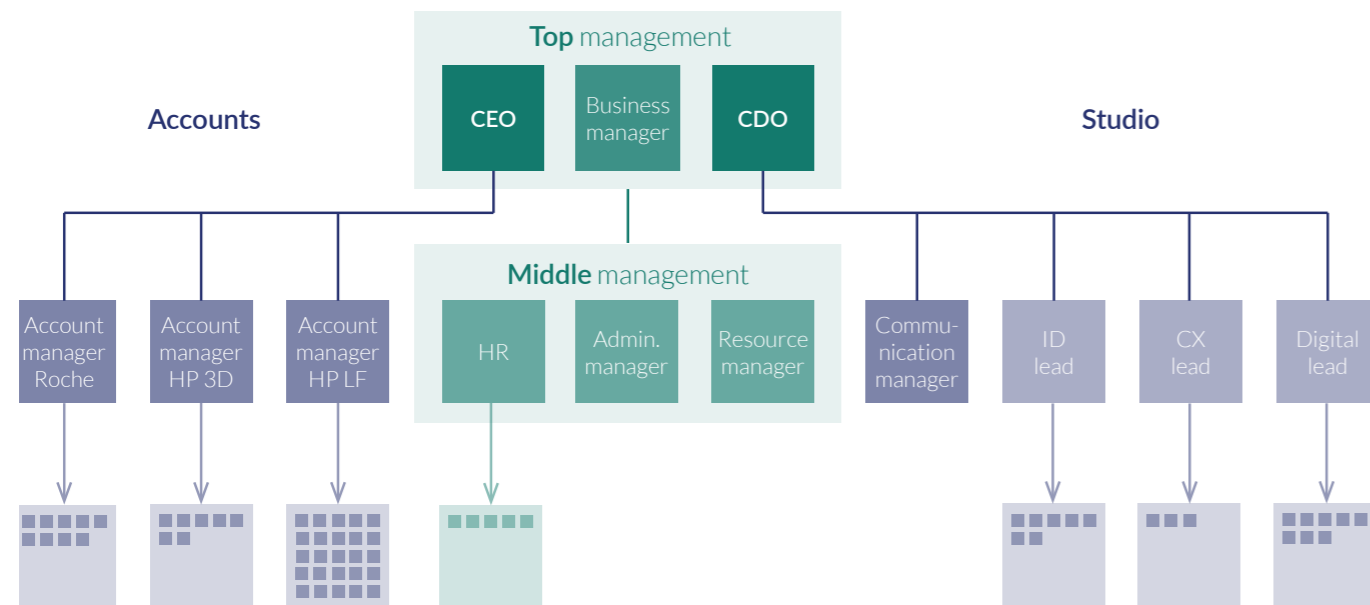 Top management
CEO
Business
manager
CDO
Accounts
Studio
Middle management
Account
manager
Roche
Account
manager
HP 3D
Account
manager
HP LF
HR
Admin.
manager
Resource
manager
Commu-
nication
manager
ID
lead
CX
lead
Digital
lead